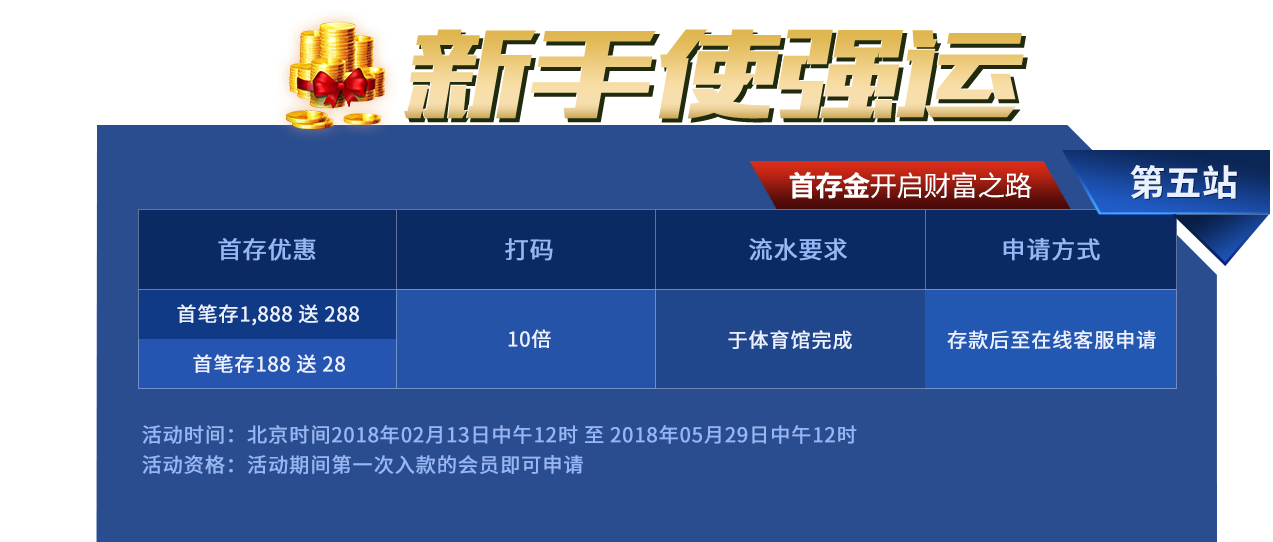 新手使强运
首存金开启财富之路
第五站
首存优惠 打码 流水要求 申请方式
首笔存1,888 送 288
首笔存188 送 28
10倍
于体育馆完成
存款后至在线客服申请
活动时间：北京时间2018年02月13日中午12时 至 2018年05月29日中午12时
活动资格：活动期间第一次入款的会员即可申请